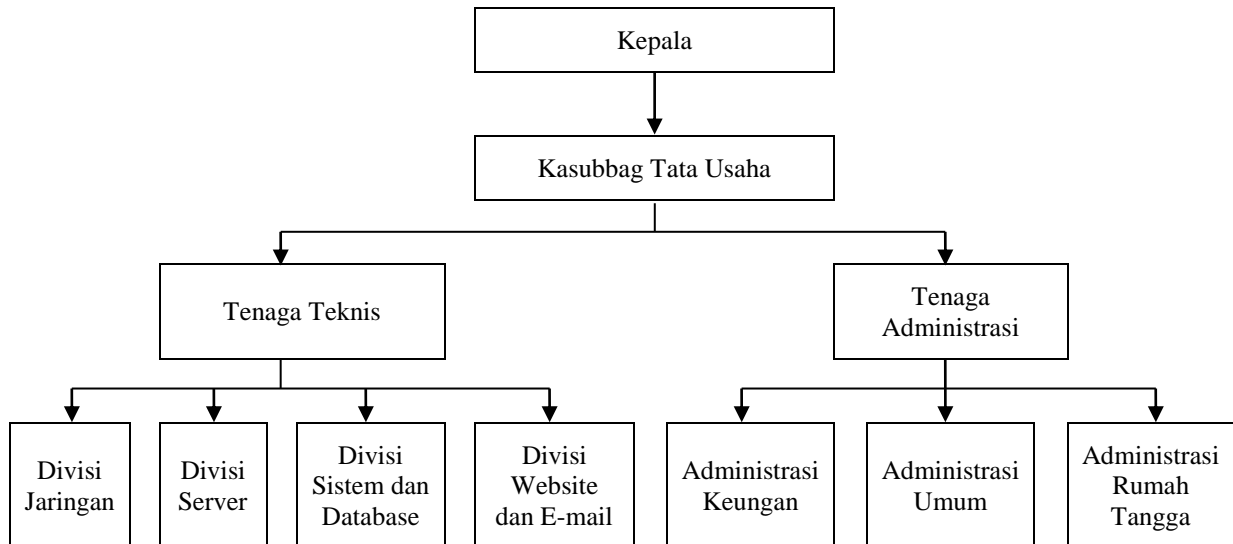 Kepala
Kasubbag Tata Usaha
Tenaga Teknis
Tenaga
Administrasi
Divisi
Jaringan
Divisi
Server
Divisi
Sistem dan
Database
Divisi
Website
dan E-mail
Administrasi
Keungan
Administrasi
Umum
Administrasi
Rumah
Tangga